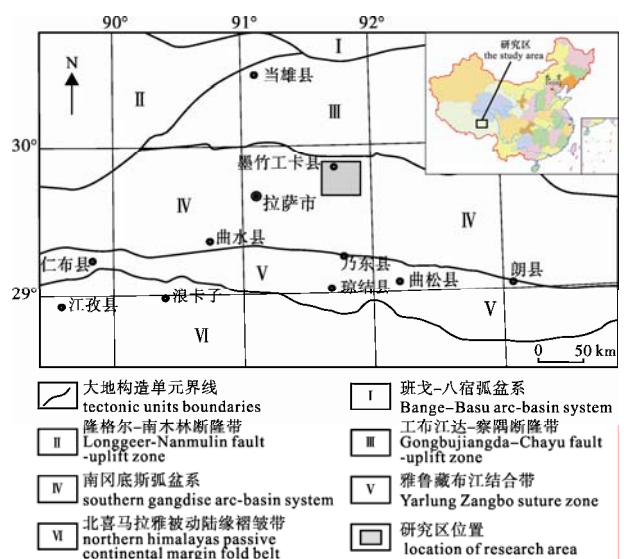 90°
91°
92°
研究区
the study area
N
I
当雄县
II
III
30°
墨竹工卡县
拉萨市
IV
IV
曲水县
仁布县
乃东县
曲松县
朗县
V
29°
琼结县
浪卡子
江孜县
V
VI
0 50 km
大地构造单元界线
tectonic units boundaries
I
班戈-八宿弧盆系
Bange-Basu arc-basin system
II
隆格尔-南木林断隆带
Longgeer-Nanmulin fault
-uplift zone
III
工布江达-察隅断隆带
Gongbujiangda-Chayu fault
-uplift zone
IV
南冈底斯弧盆系
southern gangdise arc-basin system
V
雅鲁藏布江结合带
Yarlung Zangbo suture zone
VI
北喜马拉雅被动陆缘褶皱带
northern himalayas passive
continental margin fold belt
研究区位置
location of research area